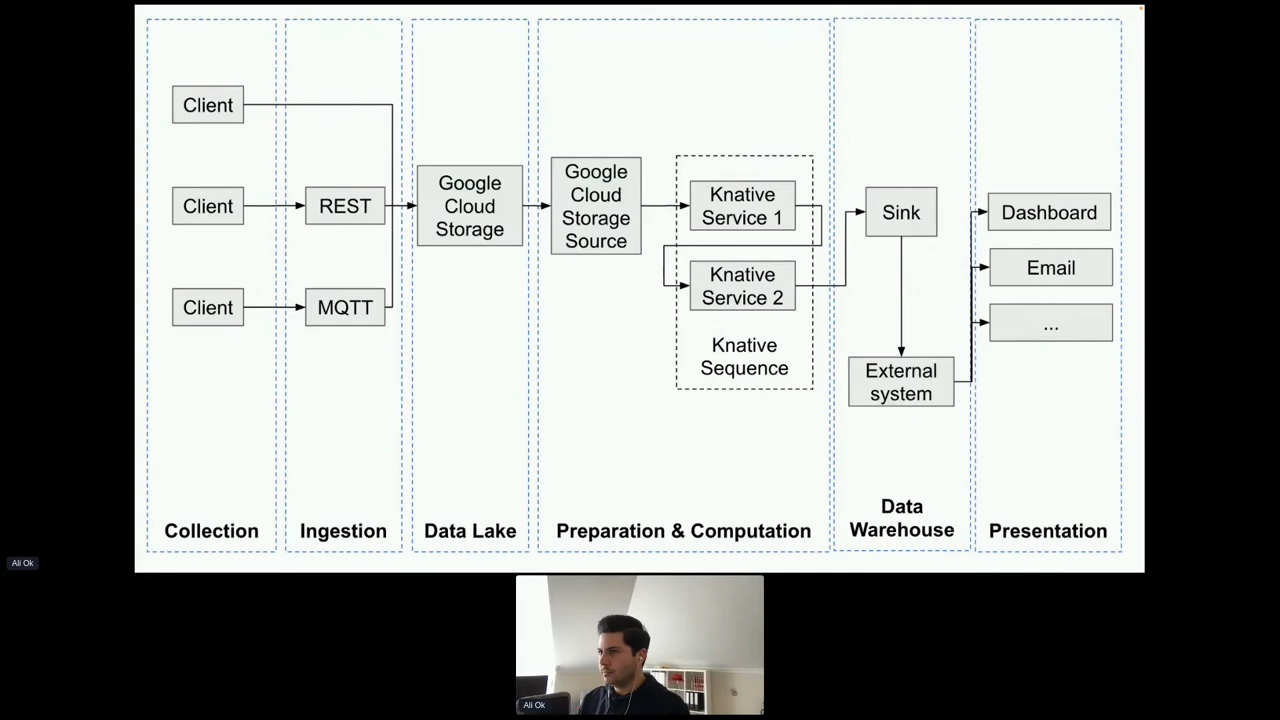 Client
Client
REST
Client
MQTT
Google
Cloud
Storage
Google
Cloud
Storage
Source
Knative
Service 1
Knative
Service 2
Knative
Sequence
Sink
External
system
Dashboard
Email
...
Collection
Ingestion
Data Lake
Preparation & Computation
Data
Warehouse
Presentation
Ali Ok
Ali Ok